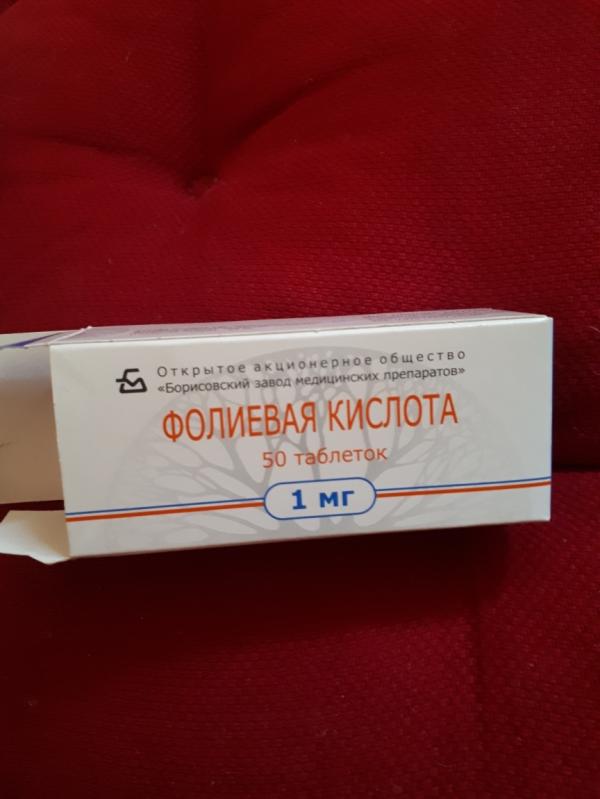 Открытое акционерное общество
«Борисовский завод медицинских препаратов»
ФОЛИЕВАЯ КИСЛОТА
50 таблеток
1 мг